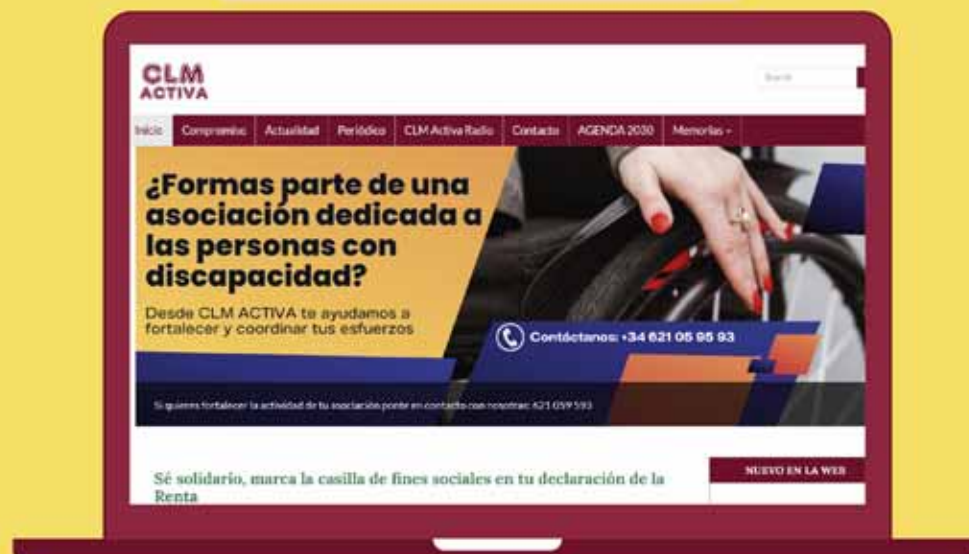 CLM
ACTIVA
Search
Inicio Compromiso Actualidad Periódico CLM Activa Radio Contacto AGENDA 2030 Memorias
¿Formas parte de una
asociación dedicada a
las personas con
discapacidad?
Desde CLM ACTIVA te ayudamos a
fortalecer y coordinar tus esfuerzos
Contáctanos: +34 621 05 95 93
Si quieres fortalecer la actividad de tu asociación ponte en contacto con nosotras: 621 059 593
Sé solidario, marca la casilla de fines sociales en tu declaración de la
Renta
NUEVO EN LA WEB